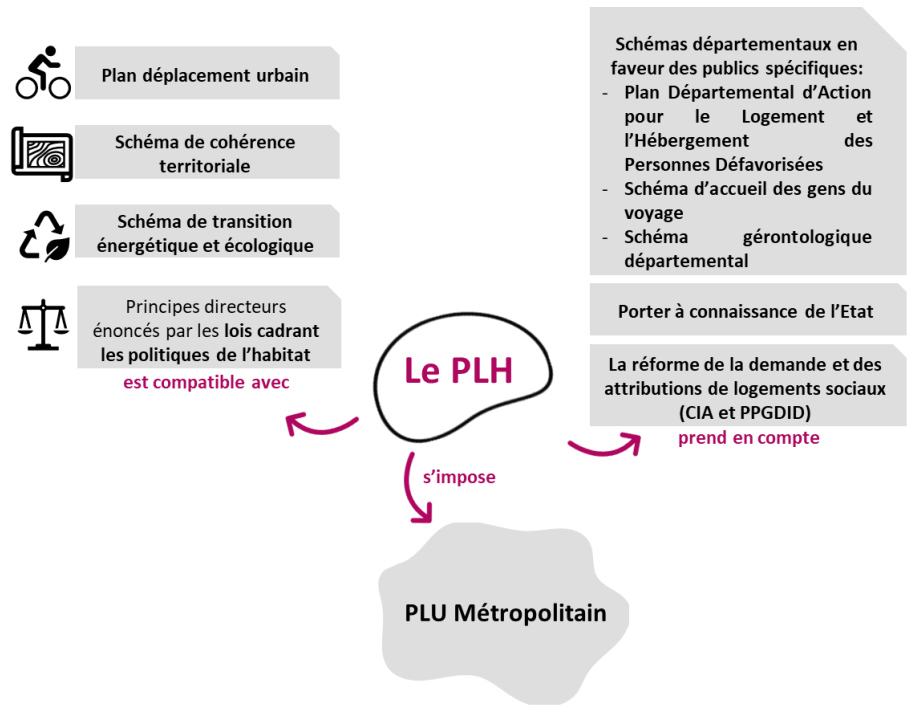 Plan déplacement urbain
Schéma de cohérence
territoriale
Schéma de transition
énergétique et écologique
Principes directeurs
énoncés par les lois cadrant
les politiques de l'habitat
est compatible avec
Le PLH
s'impose
PLU Métropolitain
Schémas départementaux en
faveur des publics spécifiques:
- Plan Départemental d'Action
pour le Logement et
l'Hébergement des
Personnes Défavorisées
- Schéma d'accueil des gens du
voyage
- Schéma gérontologique
départemental
Porter à connaissance de l'Etat
La réforme de la demande et des
attributions de logements sociaux
(CIA et PPGDID)
prend en compte